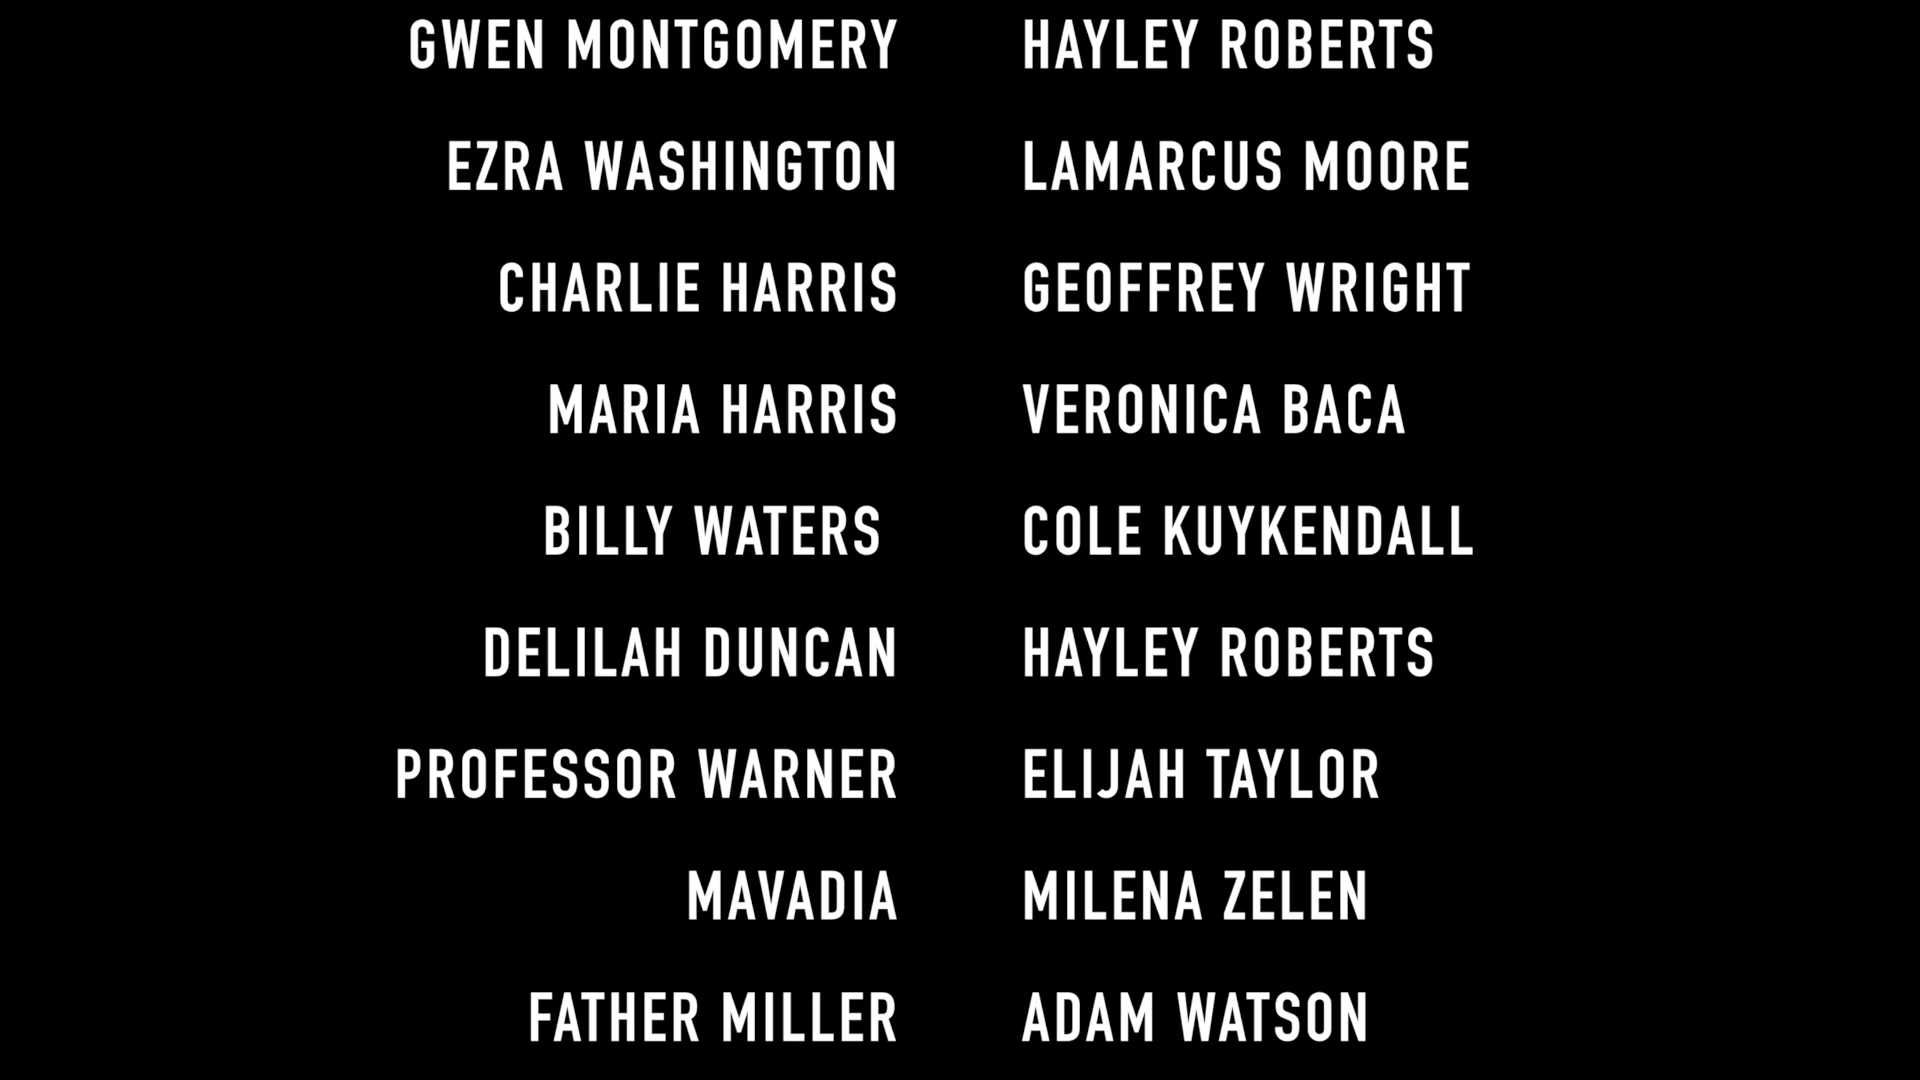 GWEN MONTGOMERY HAYLEY ROBERTS
EZRA WASHINGTON LAMARCUS MOORE
CHARLIE HARRIS GEOFFREY WRIGHT
MARIA HARRIS VERONICA BACA
BILLY WATERS COLE KUYKENDALL
DELILAH DUNCAN HAYLEY ROBERTS
PROFESSOR WARNER ELIJAH TAYLOR
MAVADIA MILENA ZELEN
FATHER MILLER ADAM WATSON